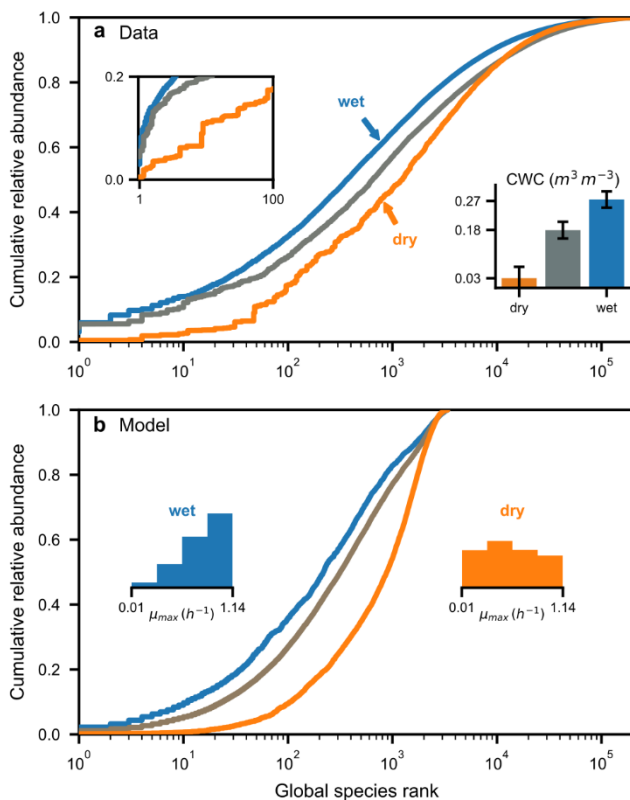 a Data
Cumulative relative abundance
1.0
0.8
0.6
0.4
0.2
0.0
0.2
0.0
1
100
wet
dry
CWC (m³ m⁻³)
0.27
0.18
0.03
dry
wet
10⁰
10¹
10²
10³
10⁴
10⁵
Global species rank
b Model
Cumulative relative abundance
1.0
0.8
0.6
0.4
0.2
0.0
wet
0.01
1.14
μmax (h⁻¹)
dry
0.01
1.14
μmax (h⁻¹)
10⁰
10¹
10²
10³
10⁴
10⁵
Global species rank